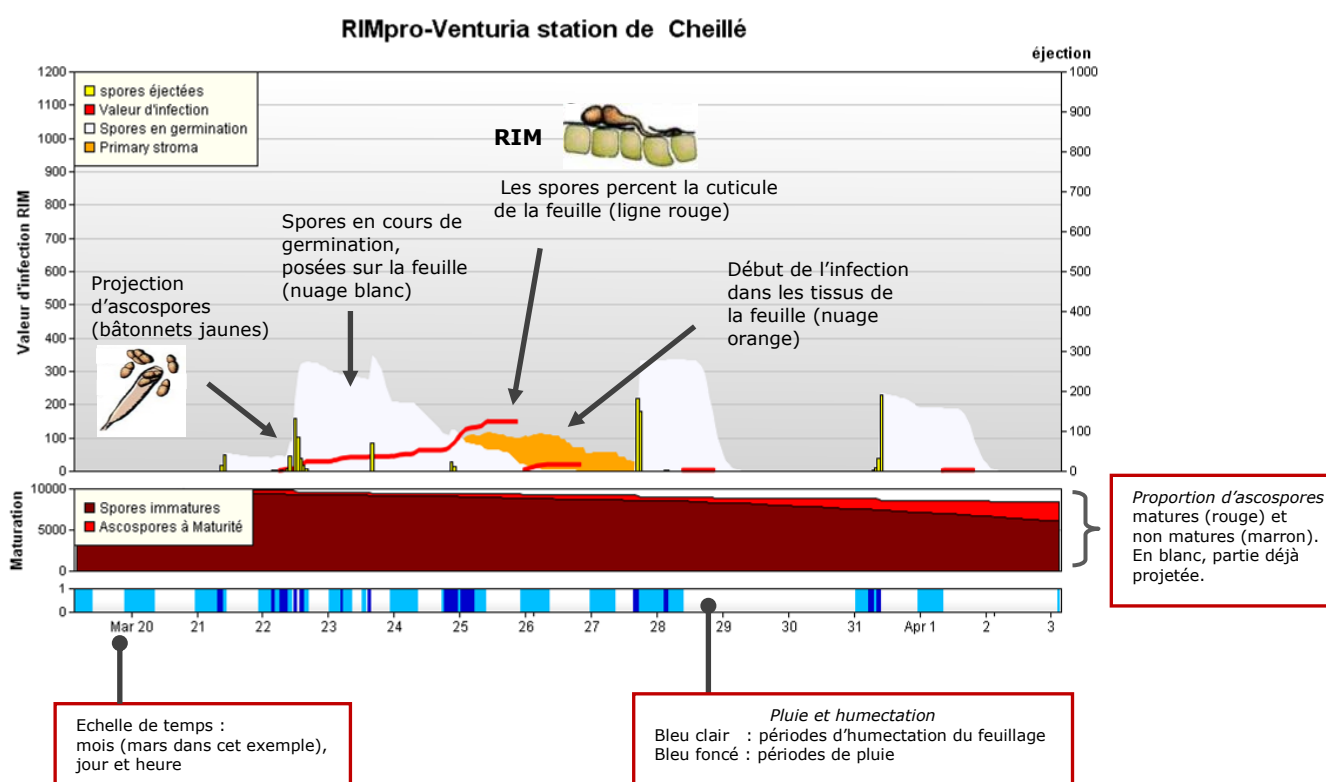 RIMpro-Venturia station de Cheillé
éjection
1200
1100
1000
900
800
700
600
500
400
300
200
100
0
Valeur d'infection RIM
1000
900
800
700
600
500
400
300
200
100
0
spores éjectées
Valeur d'infection
Spores en germination
Primary stroma
RIM
Les spores percent la cuticule
de la feuille (ligne rouge)
Spores en cours de
germination,
posées sur la feuille
(nuage blanc)
Projection
d'ascospores
(bâtonnets jaunes)
Début de l'infection
dans les tissus de
la feuille (nuage
orange)
Maturation
10000
5000
0
Spores immatures
Ascospores à Maturité
Proportion d'ascospores
matures (rouge) et
non matures (marron).
En blanc, partie déjà
projetée.
1
0
1
0
Mar 20 21 22 23 24 25 26 27 28 29 30 31 Apr 1 2 3
Echelle de temps :
mois (mars dans cet exemple),
jour et heure
Pluie et humectation
Bleu clair : périodes d'humectation du feuillage
Bleu foncé : périodes de pluie